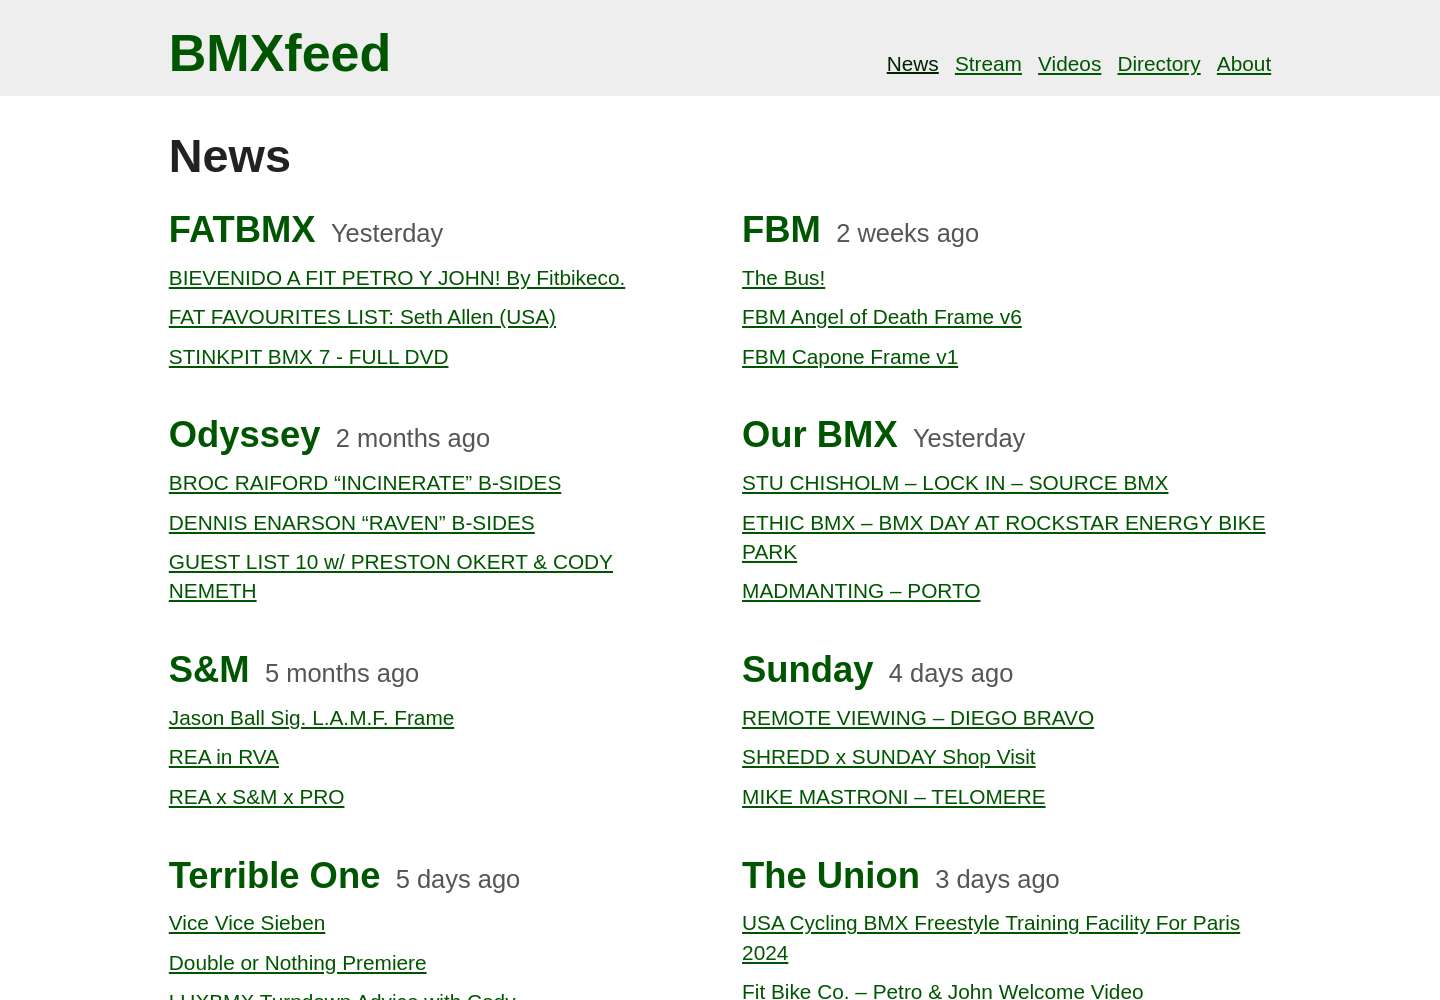 BMXfeed
News Stream Videos Directory About
News
FATBMX Yesterday
BIEVENIDO A FIT PETRO Y JOHN! By Fitbikeco.
FAT FAVOURITES LIST: Seth Allen (USA)
STINKPIT BMX 7 - FULL DVD
FBM 2 weeks ago
The Bus!
FBM Angel of Death Frame v6
FBM Capone Frame v1
Odyssey 2 months ago
BROC RAIFORD “INCINERATE” B-SIDES
DENNIS ENARSON “RAVEN” B-SIDES
GUEST LIST 10 w/ PRESTON OKERT & CODY
NEMETH
Our BMX Yesterday
STU CHISHOLM – LOCK IN – SOURCE BMX
ETHIC BMX – BMX DAY AT ROCKSTAR ENERGY BIKE
PARK
MADMANTING – PORTO
S&M 5 months ago
Jason Ball Sig. L.A.M.F. Frame
REA in RVA
REA x S&M x PRO
Sunday 4 days ago
REMOTE VIEWING – DIEGO BRAVO
SHREDD x SUNDAY Shop Visit
MIKE MASTRONI – TELOMERE
Terrible One 5 days ago
Vice Vice Sieben
Double or Nothing Premiere
LUXBMX Turndown Advice with Cody
The Union 3 days ago
USA Cycling BMX Freestyle Training Facility For Paris
2024
Fit Bike Co. – Petro & John Welcome Video